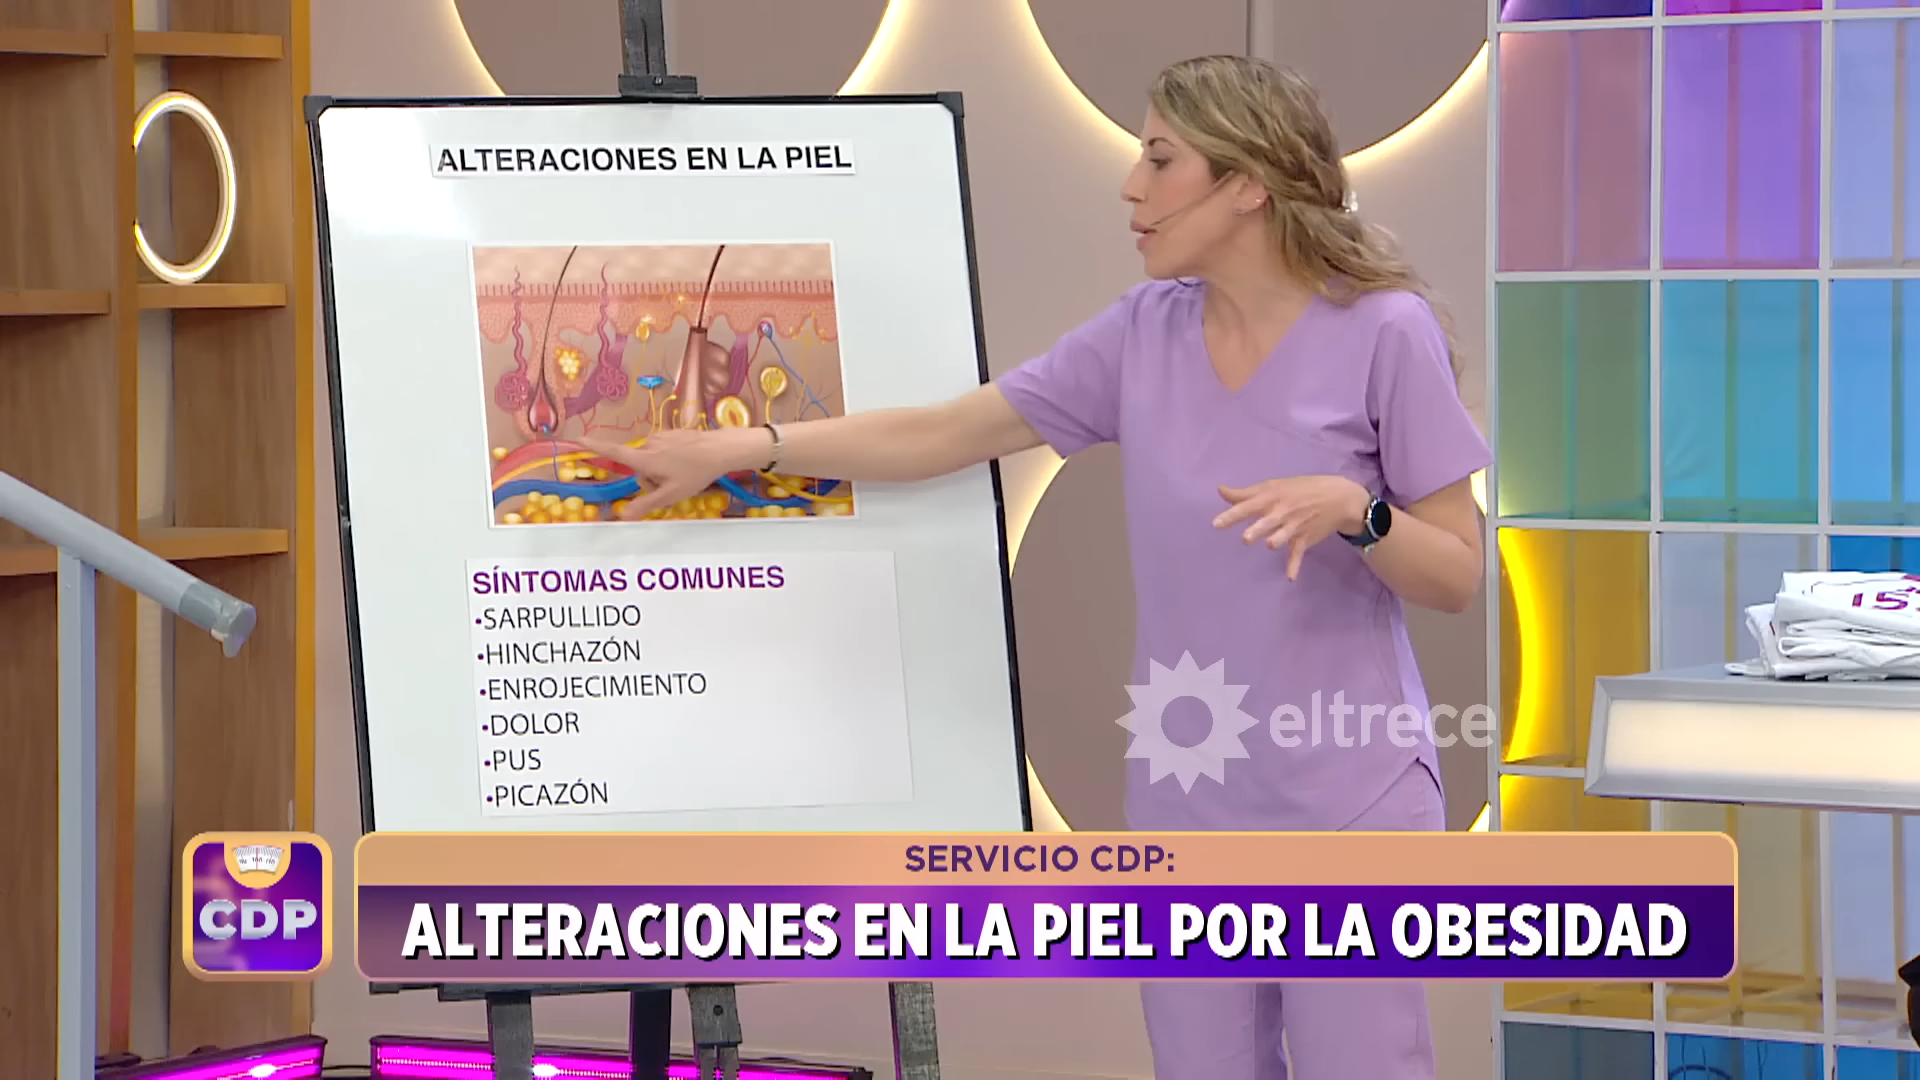 ALTERACIONES EN LA PIEL
SÍNTOMAS COMUNES
•SARPULLIDO
•HINCHAZÓN
•ENROJECIMIENTO
•DOLOR
•PUS
•PICAZÓN
eltrece
SERVICIO CDP:
CDP
ALTERACIONES EN LA PIEL POR LA OBESIDAD